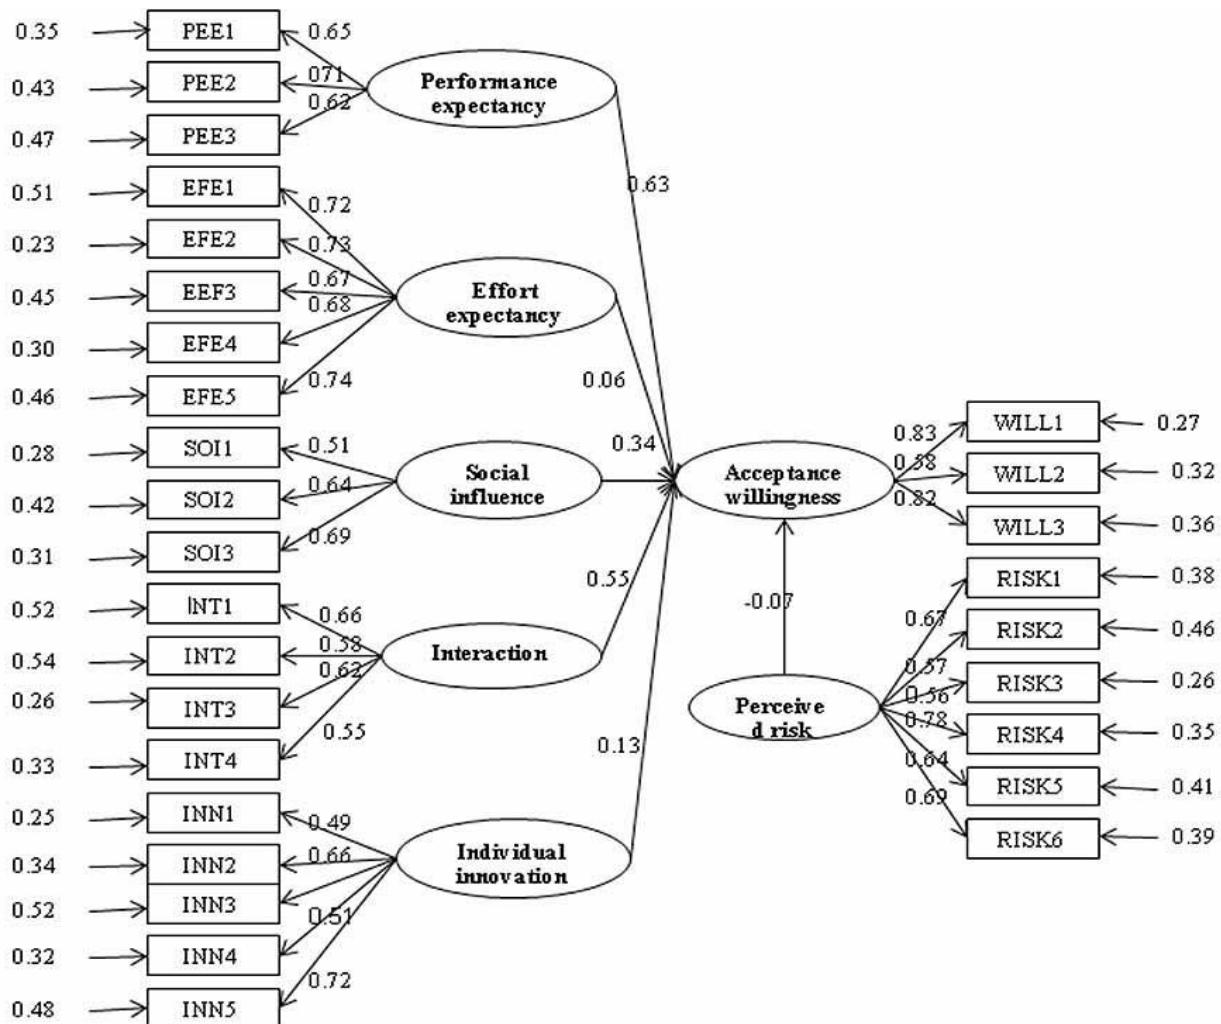 0.35
PEE1
0.65
0.43
PEE2
071
0.62
0.47
PEE3
Performance
expectancy
0.63
0.51
EFE1
0.72
0.23
EFE2
0.73
0.45
EEF3
0.67
0.68
0.30
EFE4
0.46
EFE5
0.74
Effort
expectancy
0.06
0.28
SOI1
0.51
0.42
SOI2
0.64
0.31
SOI3
0.69
Social
influence
0.34
0.52
INT1
0.66
0.54
INT2
0.58
0.62
0.26
INT3
0.33
INT4
0.55
Interaction
0.55
0.25
INN1
0.49
0.34
INN2
0.66
0.52
INN3
0.51
0.32
INN4
0.48
INN5
0.72
Individual
innovation
0.13
Acceptance
willingness
-0.07
Perceive
d risk
0.83
WILL1
0.27
0.58
WILL2
0.32
0.82
WILL3
0.36
RISK1
0.38
0.67
RISK2
0.46
0.57
RISK3
0.26
0.56
0.78
RISK4
0.35
0.64
RISK5
0.41
0.69
RISK6
0.39